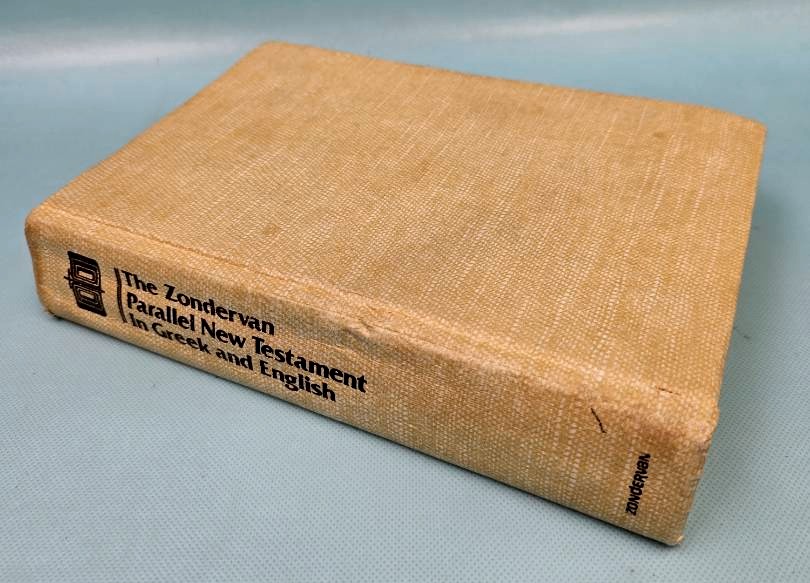 The Zondervan
Parallel New Testament
In Greek and English
ZONDERVAN